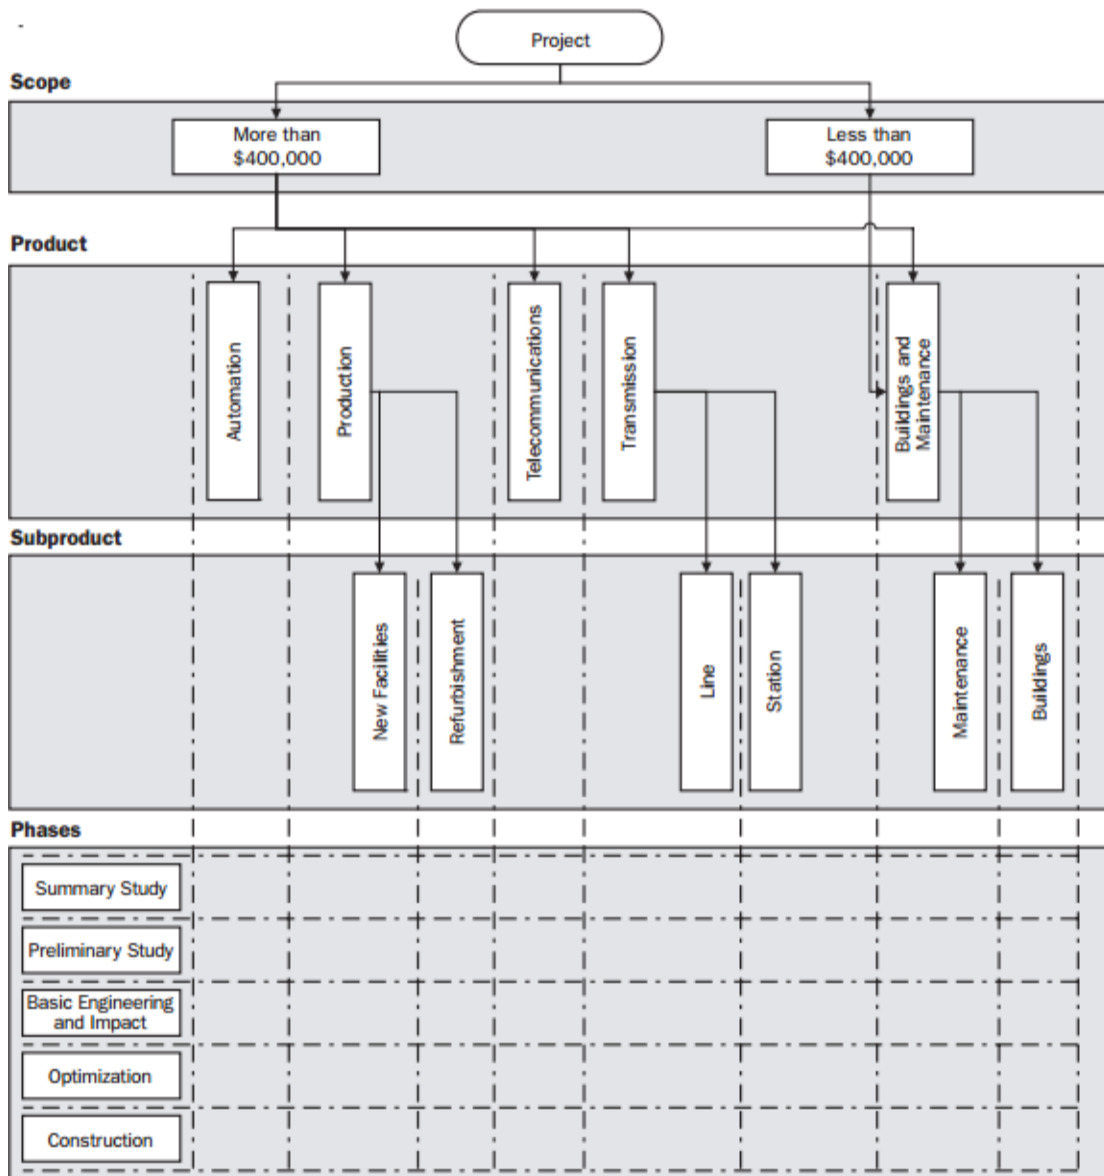 Project
Scope
More than
$400,000
Less than
$400,000
Product
Automation
Production
Telecommunications
Transmission
Buildings and
Maintenance
Subproduct
New Facilities
Refurbishment
Line
Station
Maintenance
Buildings
Phases
Summary Study
Preliminary Study
Basic Engineering
and Impact
Optimization
Construction